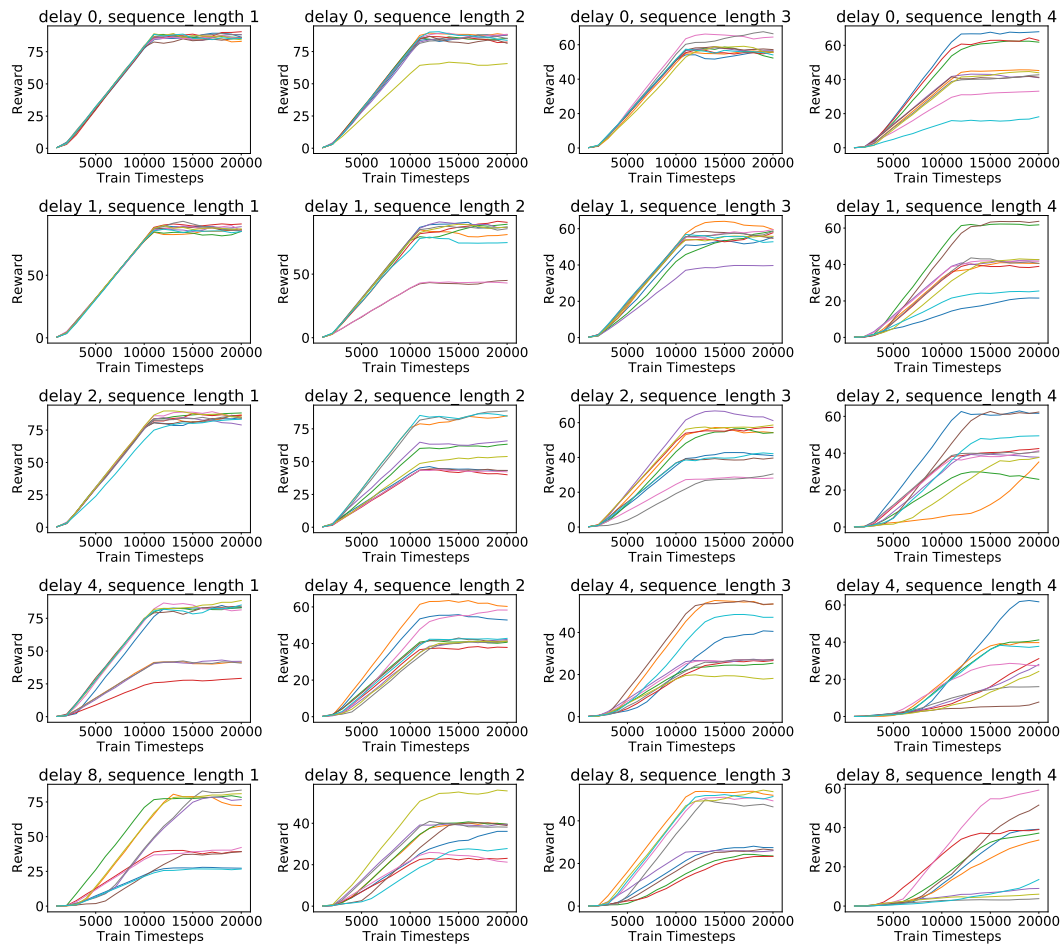 delay 0, sequence_length 1
delay 0, sequence_length 2
delay 0, sequence_length 3
delay 0, sequence_length 4
Reward
75
50
25
0
5000 10000 15000 20000
Train Timesteps
Reward
75
50
25
0
5000 10000 15000 20000
Train Timesteps
Reward
60
40
20
0
5000 10000 15000 20000
Train Timesteps
Reward
60
40
20
0
5000 10000 15000 20000
Train Timesteps
delay 1, sequence_length 1
delay 1, sequence_length 2
delay 1, sequence_length 3
delay 1, sequence_length 4
Reward
50
0
5000 10000 15000 20000
Train Timesteps
Reward
50
0
5000 10000 15000 20000
Train Timesteps
Reward
60
40
20
0
5000 10000 15000 20000
Train Timesteps
Reward
60
40
20
0
5000 10000 15000 20000
Train Timesteps
delay 2, sequence_length 1
delay 2, sequence_length 2
delay 2, sequence_length 3
delay 2, sequence_length 4
Reward
75
50
25
0
5000 10000 15000 20000
Train Timesteps
Reward
75
50
25
0
5000 10000 15000 20000
Train Timesteps
Reward
60
40
20
0
5000 10000 15000 20000
Train Timesteps
Reward
60
40
20
0
5000 10000 15000 20000
Train Timesteps
delay 4, sequence_length 1
delay 4, sequence_length 2
delay 4, sequence_length 3
delay 4, sequence_length 4
Reward
75
50
25
0
5000 10000 15000 20000
Train Timesteps
Reward
60
40
20
0
5000 10000 15000 20000
Train Timesteps
Reward
40
20
0
5000 10000 15000 20000
Train Timesteps
Reward
60
40
20
0
5000 10000 15000 20000
Train Timesteps
delay 8, sequence_length 1
delay 8, sequence_length 2
delay 8, sequence_length 3
delay 8, sequence_length 4
Reward
75
50
25
0
5000 10000 15000 20000
Train Timesteps
Reward
40
20
0
5000 10000 15000 20000
Train Timesteps
Reward
40
20
0
5000 10000 15000 20000
Train Timesteps
Reward
60
40
20
0
5000 10000 15000 20000
Train Timesteps